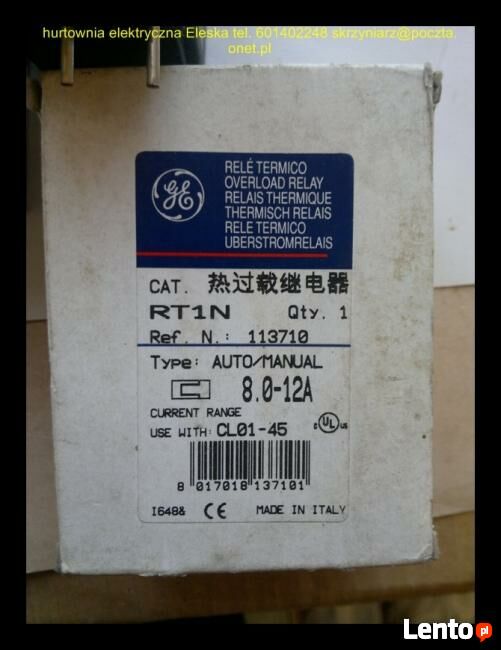 hurtownia elektryczna Eleska tel. 601402248 skrzyniarz@poczta.
onet.pl
GE
RELÉ TERMICO
OVERLOAD RELAY
RELAIS THERMIQUE
THERMISCH RELAIS
RELE TERMICO
UBERSTROMRELAIS
CAT. 热过载继电器
RT1N Qty. 1
Ref. N.: 113710
Type: AUTO/MANUAL
8.0-12A
CURRENT RANGE
USE WITH: CL01-45
c UL us
8 017018 137101
I648& CE MADE IN ITALY
Lento.pl